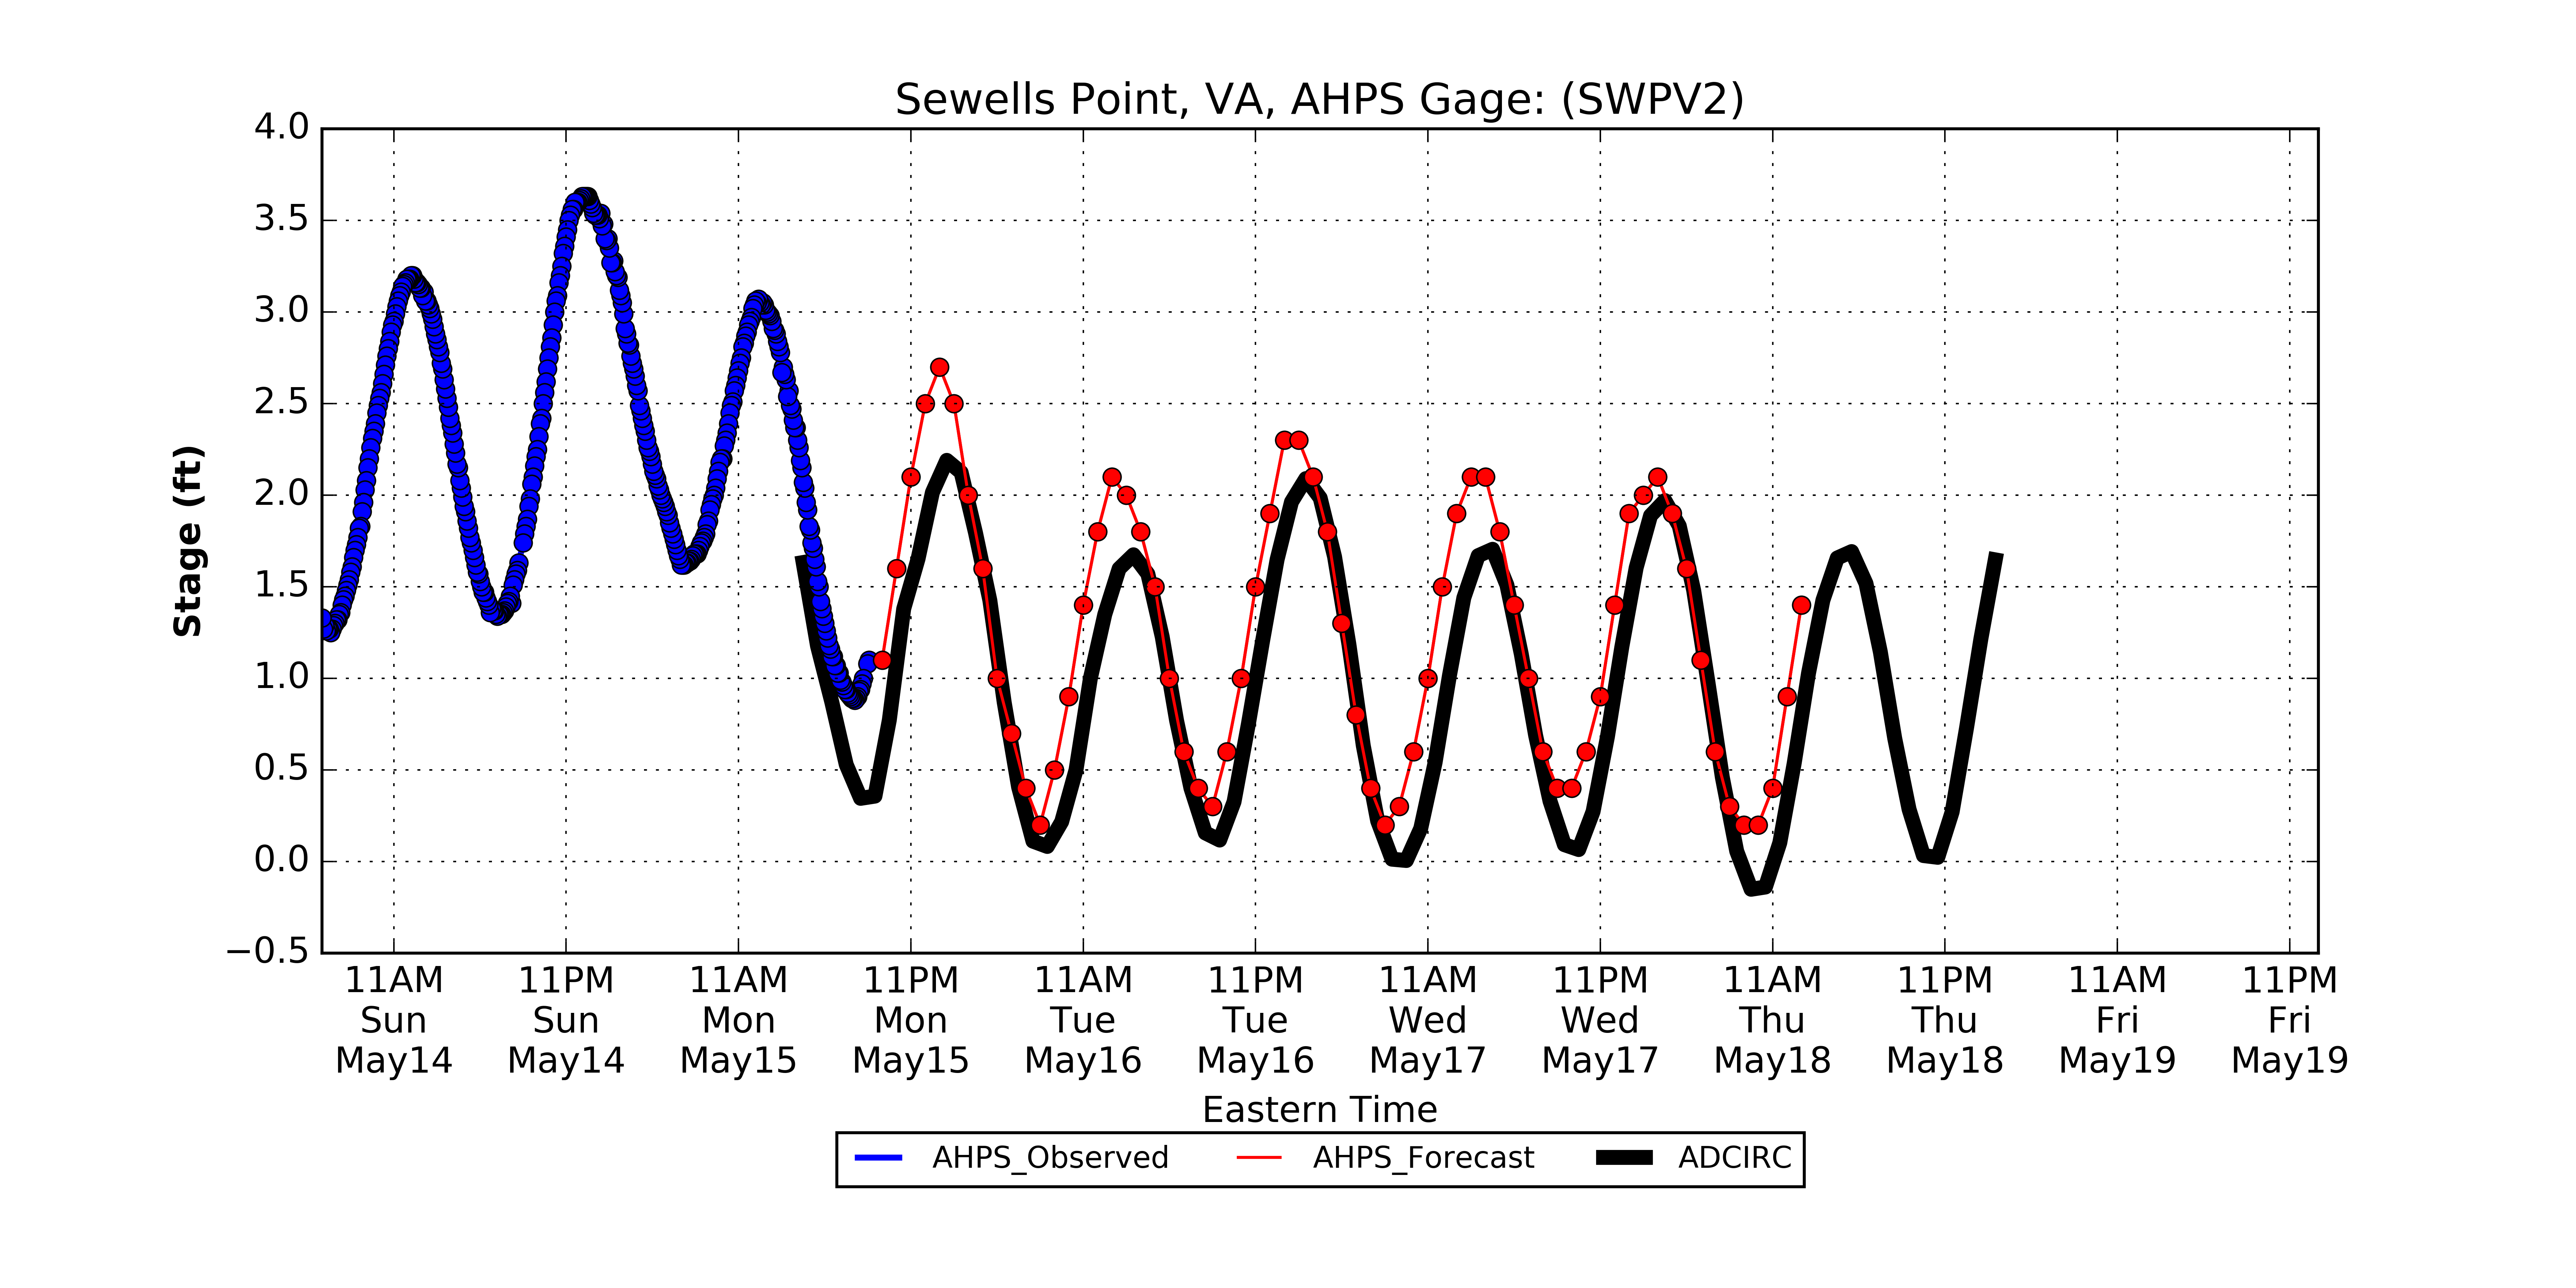 Sewells Point, VA, AHPS Gage: (SWPV2)
4.0
3.5
3.0
2.5
2.0
1.5
1.0
0.5
0.0
−0.5
Stage (ft)
11AM 11PM 11AM 11PM 11AM 11PM 11AM 11PM 11AM 11PM 11AM 11PM
Sun Sun Mon Mon Tue Tue Wed Wed Thu Thu Fri Fri
May14 May14 May15 May15 May16 May16 May17 May17 May18 May18 May19 May19
Eastern Time
AHPS_Observed AHPS_Forecast ADCIRC